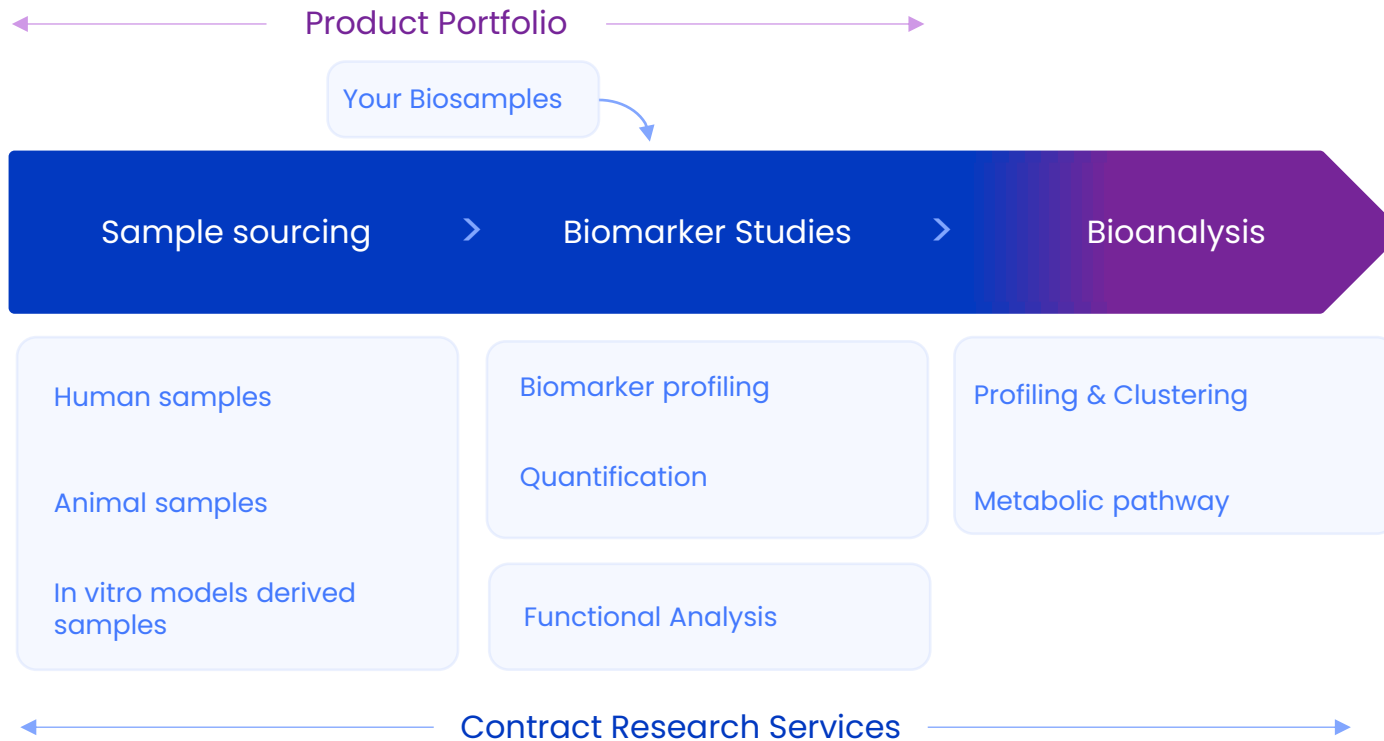 Product Portfolio
Your Biosamples
Sample sourcing > Biomarker Studies > Bioanalysis
Human samples
Animal samples
In vitro models derived
samples
Biomarker profiling
Quantification
Functional Analysis
Profiling & Clustering
Metabolic pathway
Contract Research Services